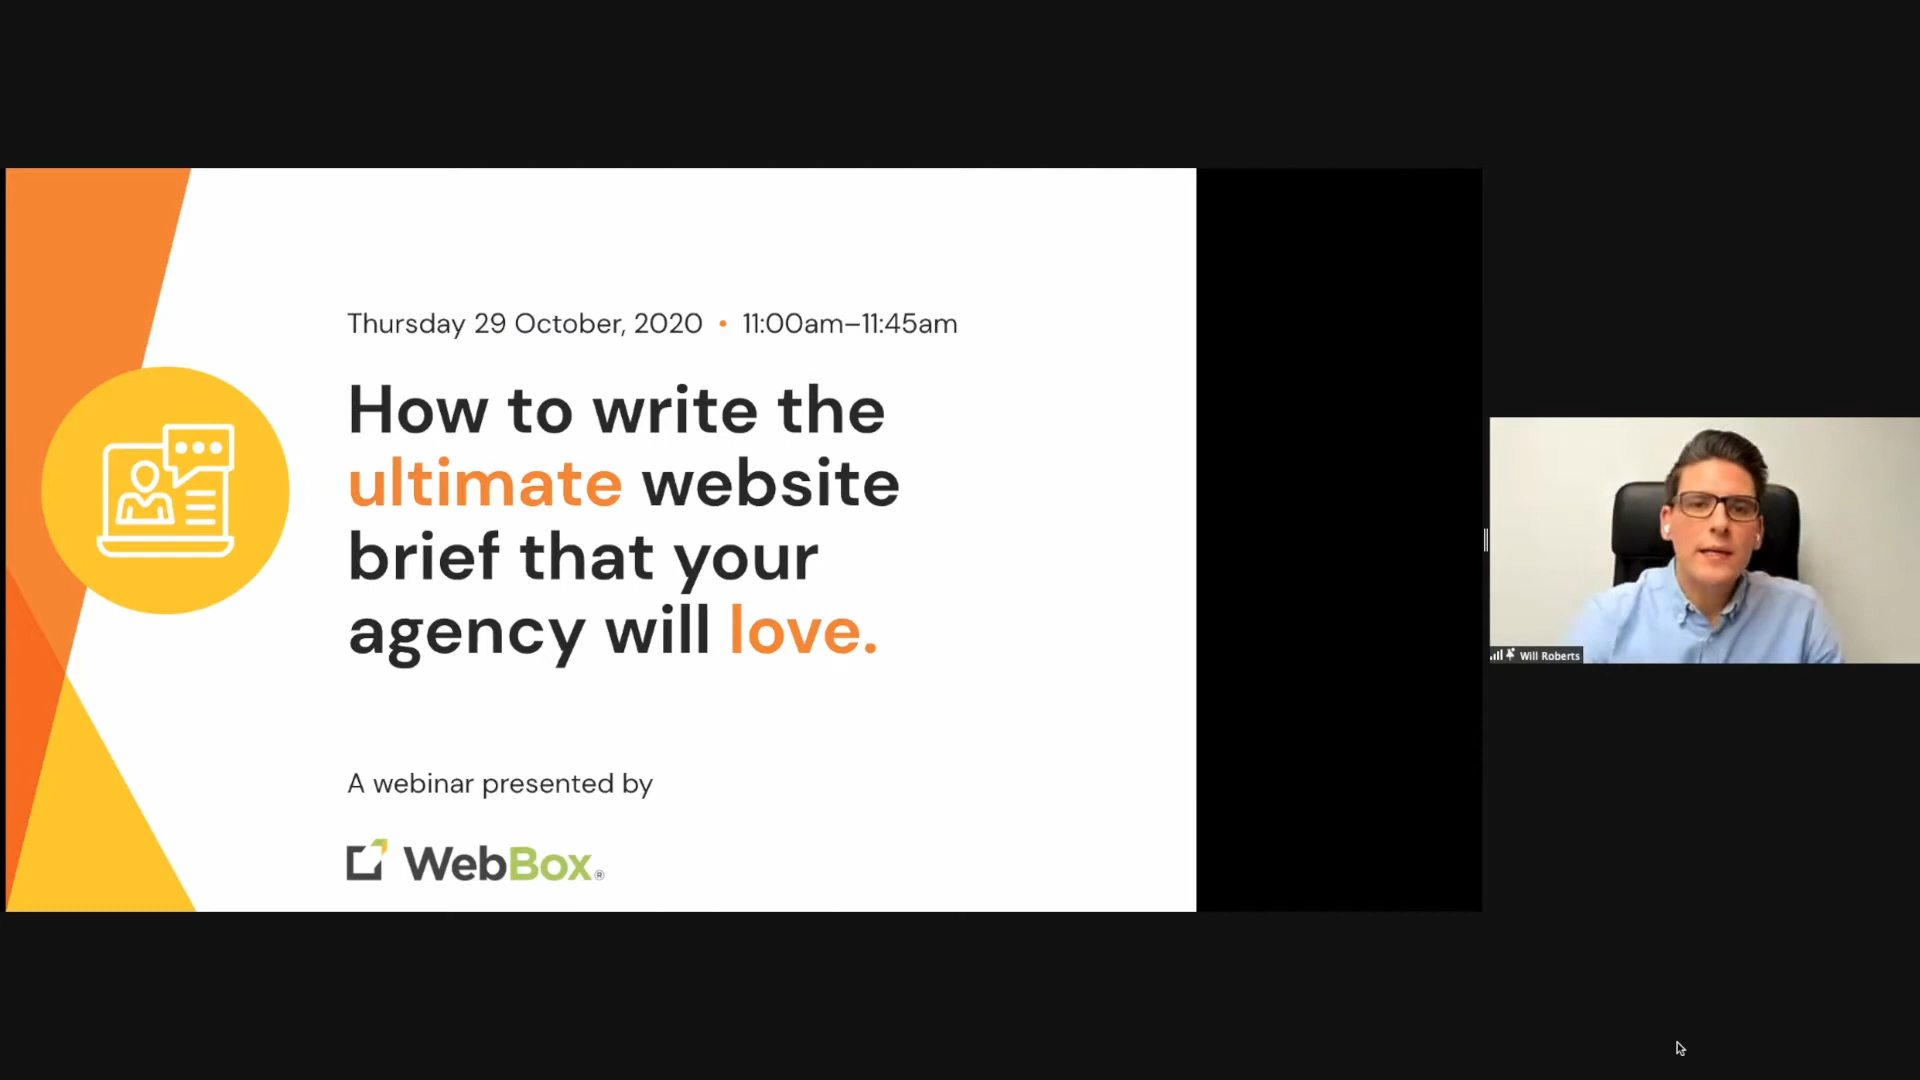 Thursday 29 October, 2020 • 11:00am–11:45am
How to write the
ultimate website
brief that your
agency will love.
A webinar presented by
WebBox®
Will Roberts